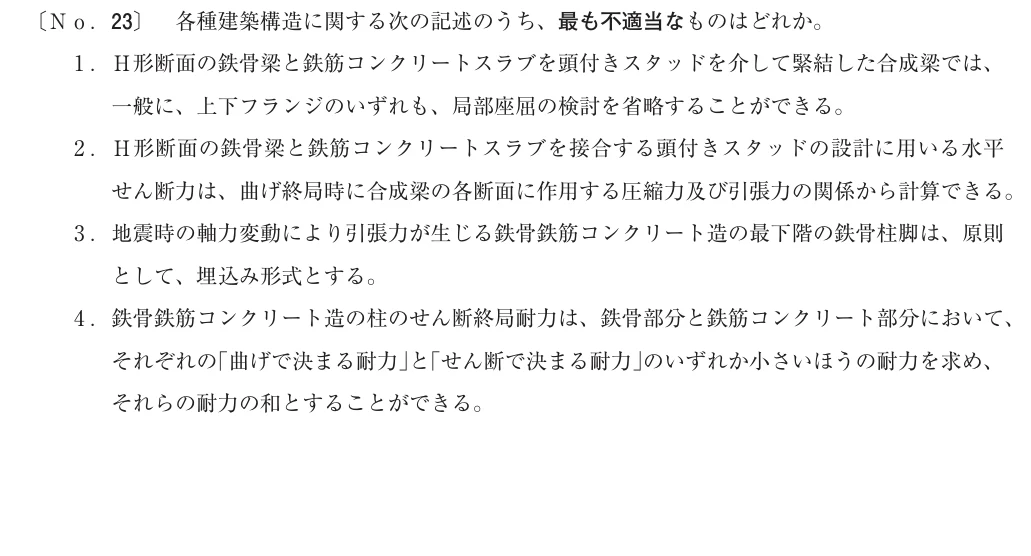 〔Ｎｏ．23〕　各種建築構造に関する次の記述のうち、最も不適当なものはどれか。
１．Ｈ形断面の鉄骨梁と鉄筋コンクリートスラブを頭付きスタッドを介して緊結した合成梁では、
一般に、上下フランジのいずれも、局部座屈の検討を省略することができる。
２．Ｈ形断面の鉄骨梁と鉄筋コンクリートスラブを接合する頭付きスタッドの設計に用いる水平
せん断力は、曲げ終局時に合成梁の各断面に作用する圧縮力及び引張力の関係から計算できる。
３．地震時の軸力変動により引張力が生じる鉄骨鉄筋コンクリート造の最下階の鉄骨柱脚は、原則
として、埋込み形式とする。
４．鉄骨鉄筋コンクリート造の柱のせん断終局耐力は、鉄骨部分と鉄筋コンクリート部分において、
それぞれの「曲げで決まる耐力」と「せん断で決まる耐力」のいずれか小さいほうの耐力を求め、
それらの耐力の和とすることができる。